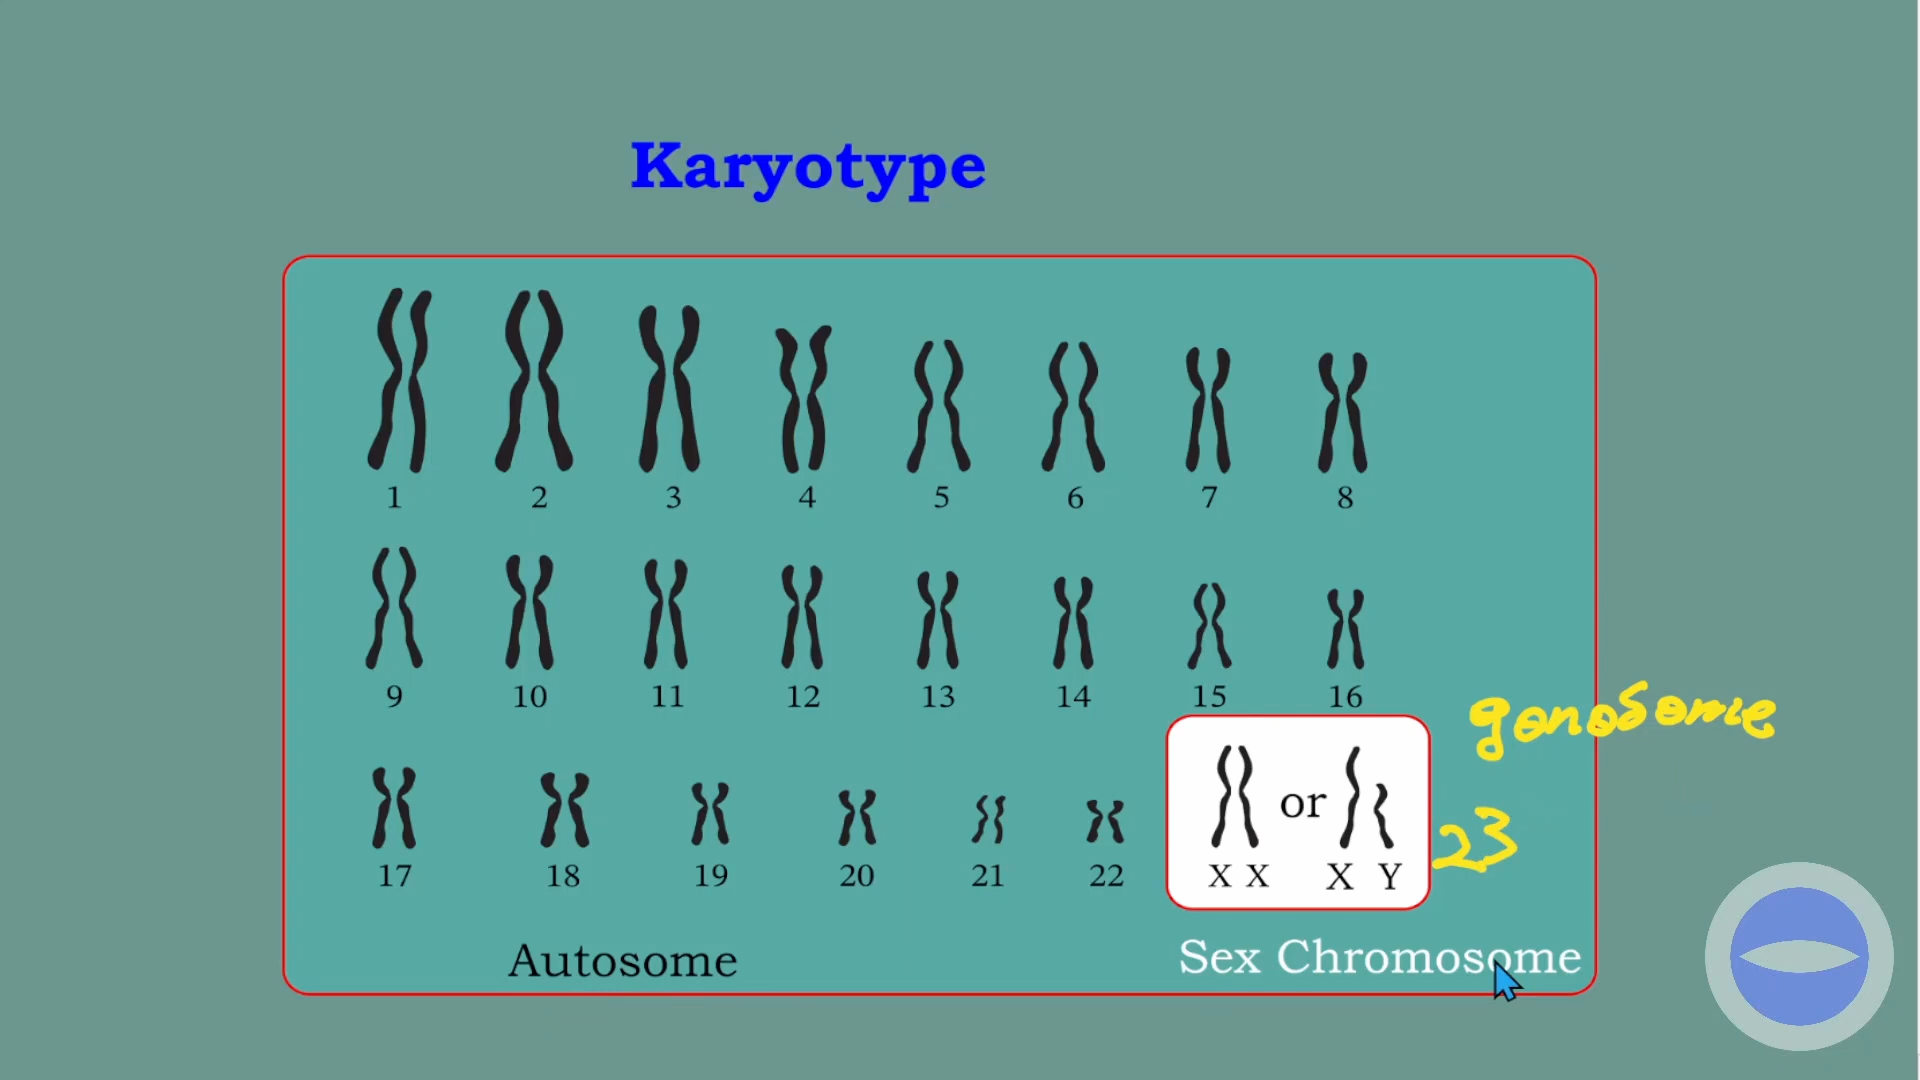 Karyotype
1 2 3 4 5 6 7 8
9 10 11 12 13 14 15 16
gonosome
or
23
17 18 19 20 21 22 X X X Y
Autosome Sex Chromosome